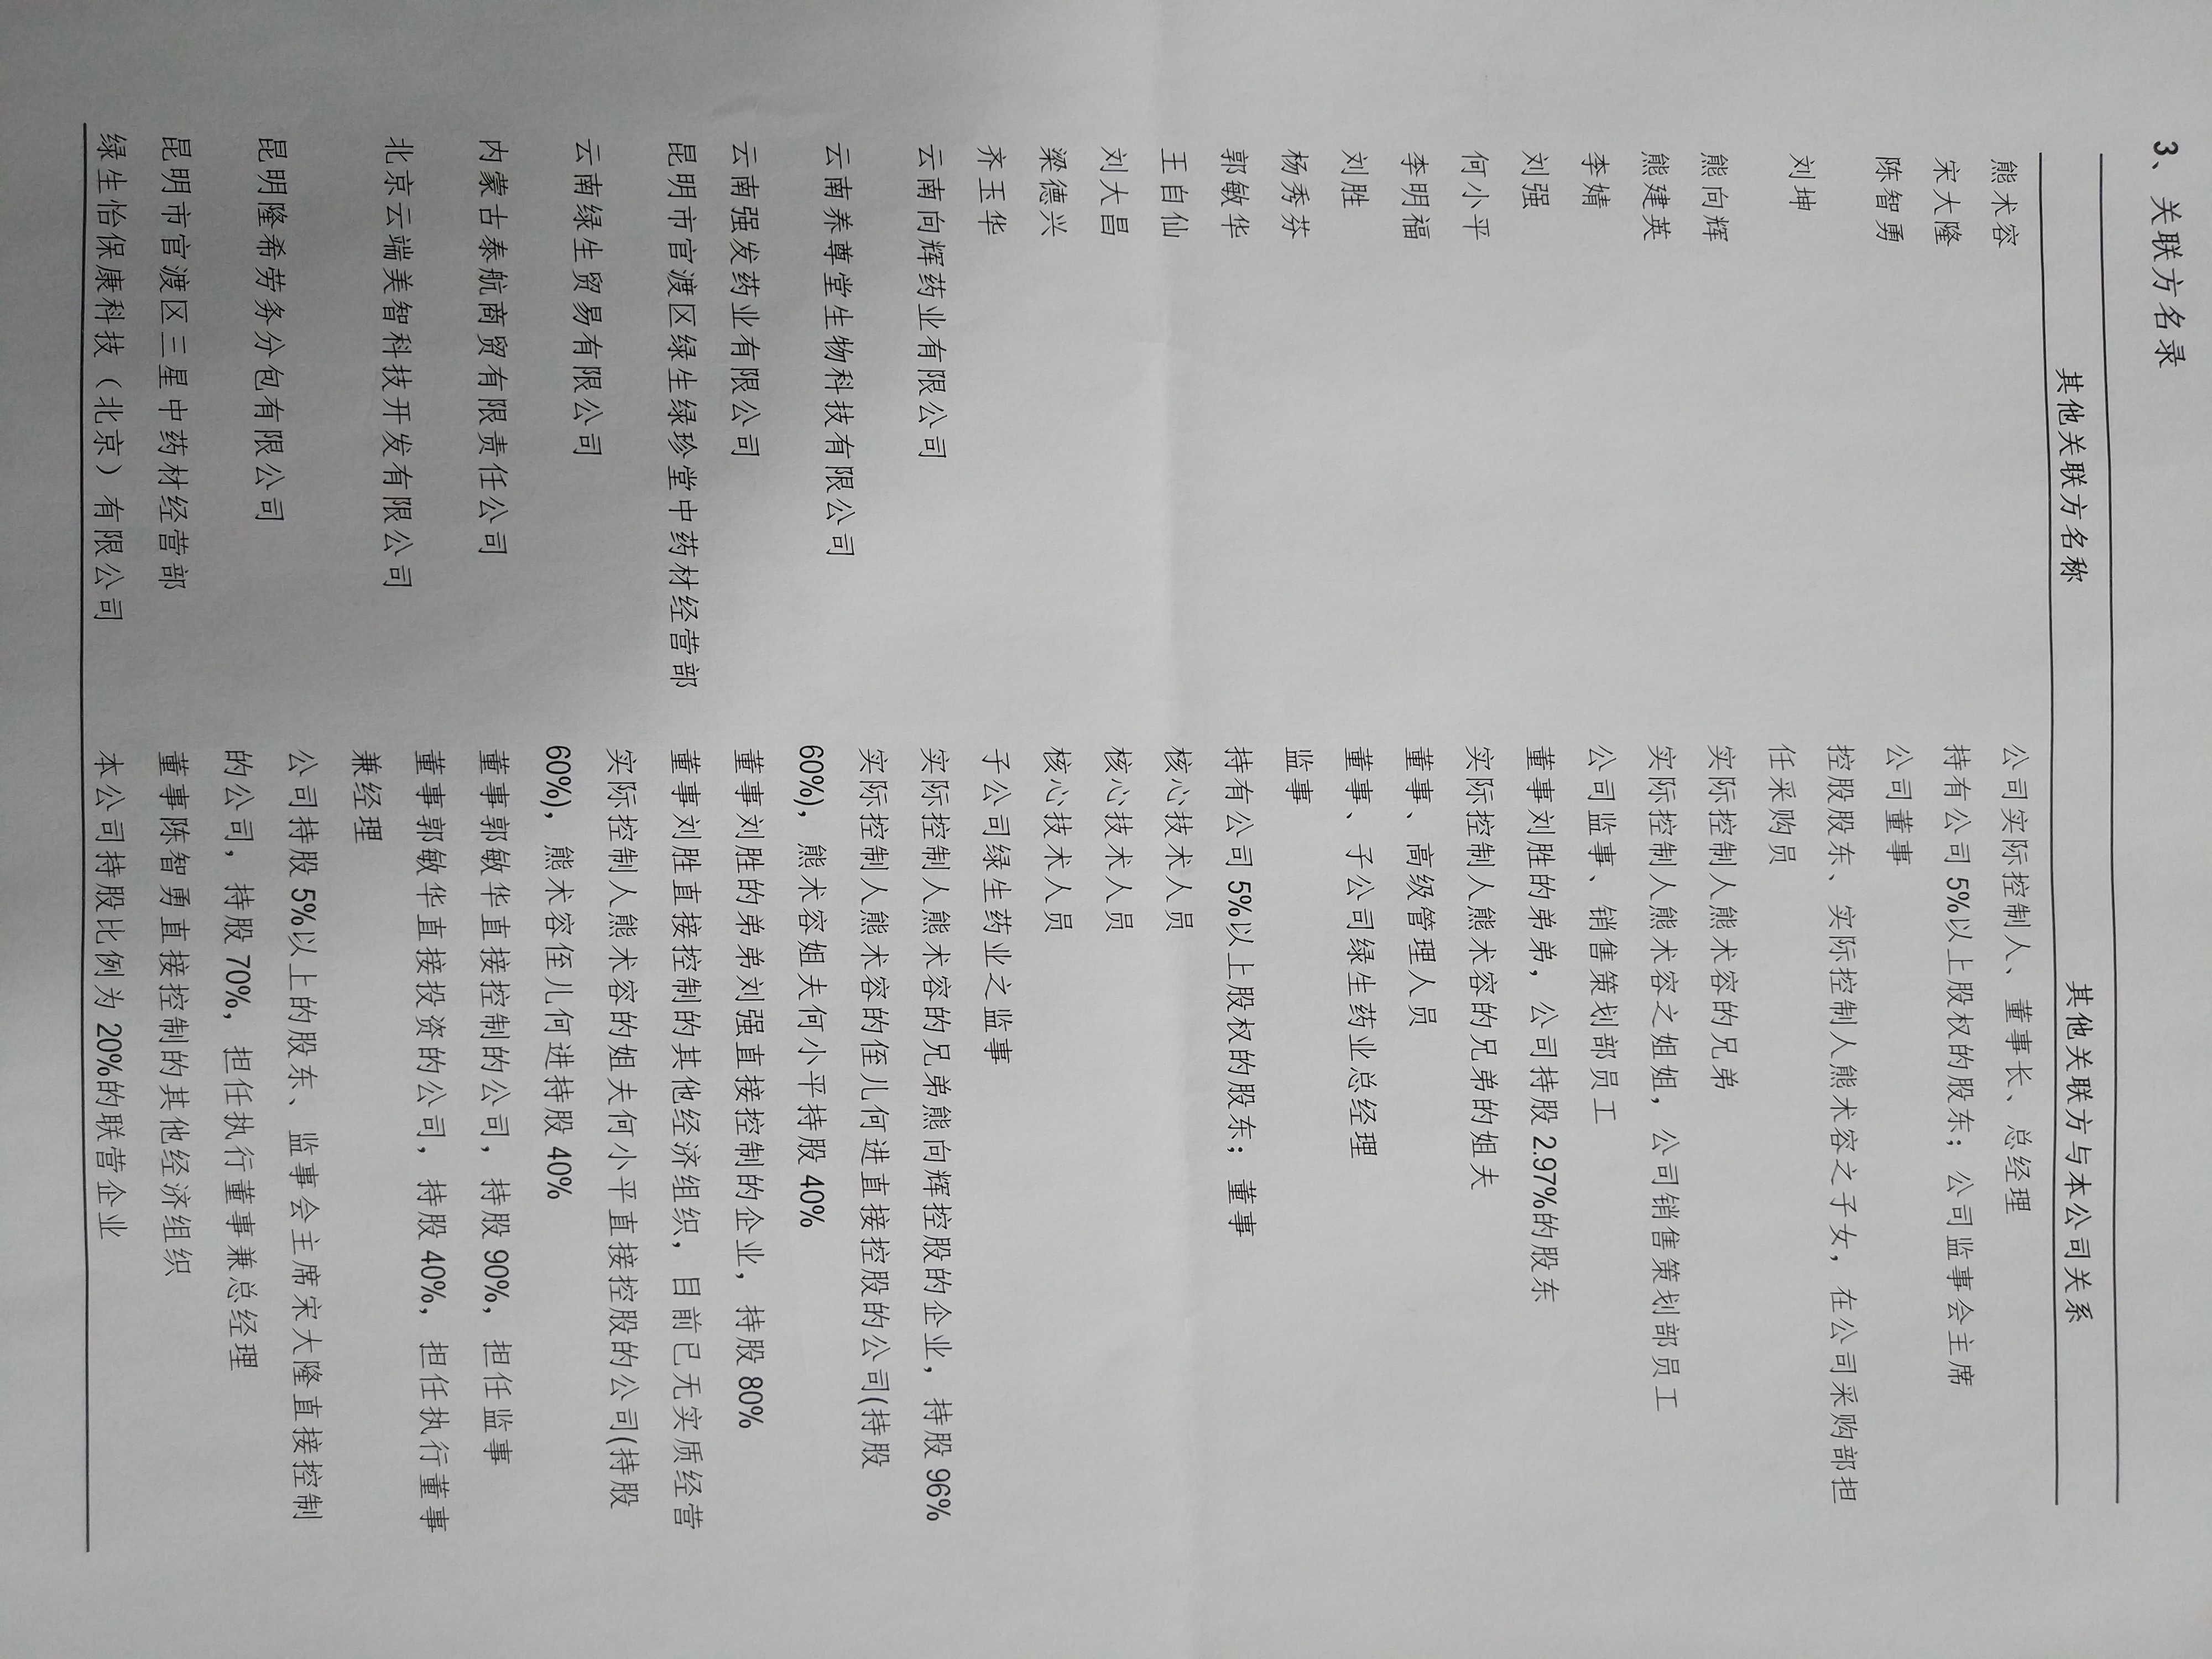 3、关联方名录
其他关联方名称 其他关联方与本公司关系
熊术容 公司实际控制人、董事长、总经理
宋大隆 持有公司 5%以上股权的股东；公司监事会主席
陈智勇 公司董事
刘坤 控股股东、实际控制人熊术容之子女，在公司采购部担
任采购员
熊向辉 实际控制人熊术容的兄弟
熊建英 实际控制人熊术容之姐姐，公司销售策划部员工
李婧 公司监事、销售策划部员工
刘强 董事刘胜的弟弟，公司持股 2.97%的股东
何小平 实际控制人熊术容的兄弟的姐夫
李明福 董事、高级管理人员
刘胜 董事、子公司绿生药业总经理
杨秀芬 监事
郭敏华 持有公司 5%以上股权的股东；董事
王自仙 核心技术人员
刘大昌 核心技术人员
梁德兴 核心技术人员
齐玉华 子公司绿生药业之监事
云南向辉药业有限公司 实际控制人熊术容的兄弟熊向辉控股的企业，持股 96%
云南养尊堂生物科技有限公司 实际控制人熊术容的侄儿何进直接控股的公司(持股
60%)，熊术容姐夫何小平持股 40%
云南强发药业有限公司 董事刘胜的弟弟刘强直接控制的企业，持股 80%
昆明市官渡区绿生绿珍堂中药材经营部 董事刘胜直接控制的其他经济组织，目前已无实质经营
云南绿生贸易有限公司 实际控制人熊术容的姐夫何小平直接控股的公司(持股
60%)，熊术容侄儿何进持股 40%
内蒙古泰航商贸有限责任公司 董事郭敏华直接控制的公司，持股 90%，担任监事
北京云端美智科技开发有限公司 董事郭敏华直接投资的公司，持股 40%，担任执行董事
兼经理
昆明隆希劳务分包有限公司 公司持股 5%以上的股东、监事会主席宋大隆直接控制
的公司，持股 70%，担任执行董事兼总经理
昆明市官渡区三星中药材经营部 董事陈智勇直接控制的其他经济组织
绿生怡保康科技（北京）有限公司 本公司持股比例为 20%的联营企业